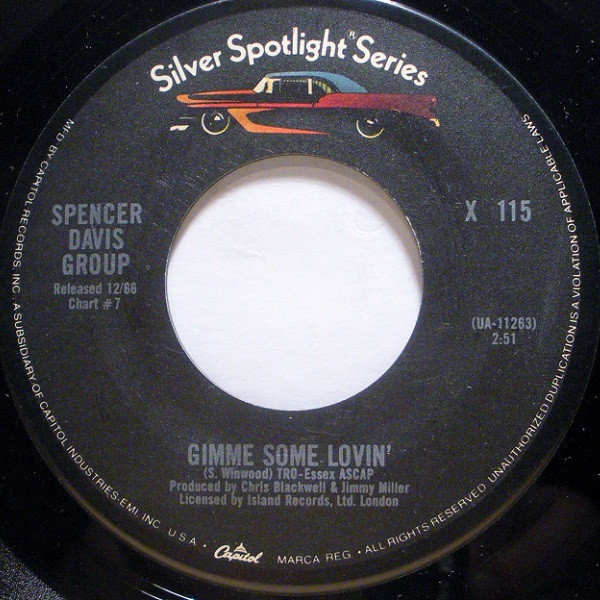 Silver Spotlight® Series
SPENCER
DAVIS
GROUP
Released 12/66
Chart #7
X 115
(UA-11263)
2:51
GIMME SOME LOVIN'
(S. Winwood) TRO-Essex ASCAP
Produced by Chris Blackwell & Jimmy Miller
Licensed by Island Records, Ltd. London
MFD BY CAPITOL RECORDS, INC. A SUBSIDIARY OF CAPITOL INDUSTRIES-EMI, INC. U.S.A. • Capitol MARCA REG. • ALL RIGHTS RESERVED. UNAUTHORIZED DUPLICATION IS A VIOLATION OF APPLICABLE LAWS